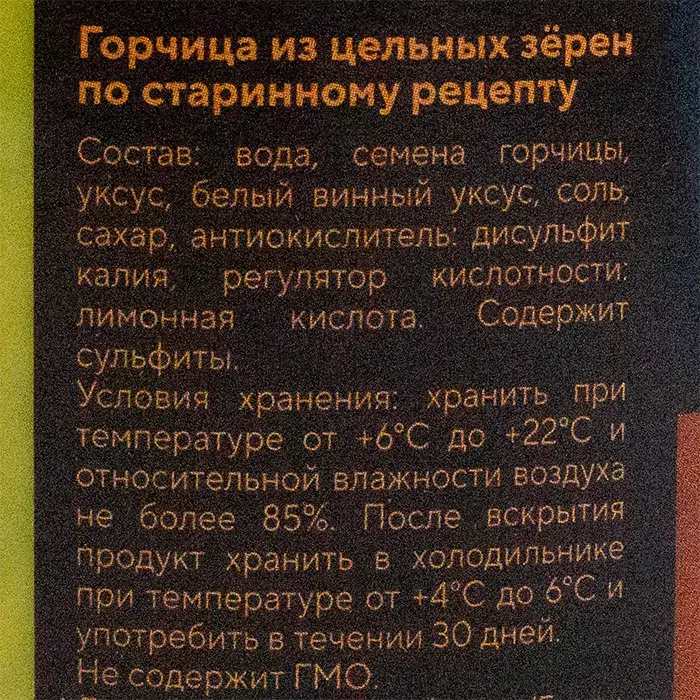 Горчица из цельных зёрен
по старинному рецепту
Состав: вода, семена горчицы,
уксус, белый винный уксус, соль,
сахар, антиокислитель: дисульфит
калия, регулятор кислотности:
лимонная кислота. Содержит
сульфиты.
Условия хранения: хранить при
температуре от +6°С до +22°С и
относительной влажности воздуха
не более 85%. После вскрытия
продукт хранить в холодильнике
при температуре от +4°С до 6°С и
употребить в течении 30 дней.
Не содержит ГМО.